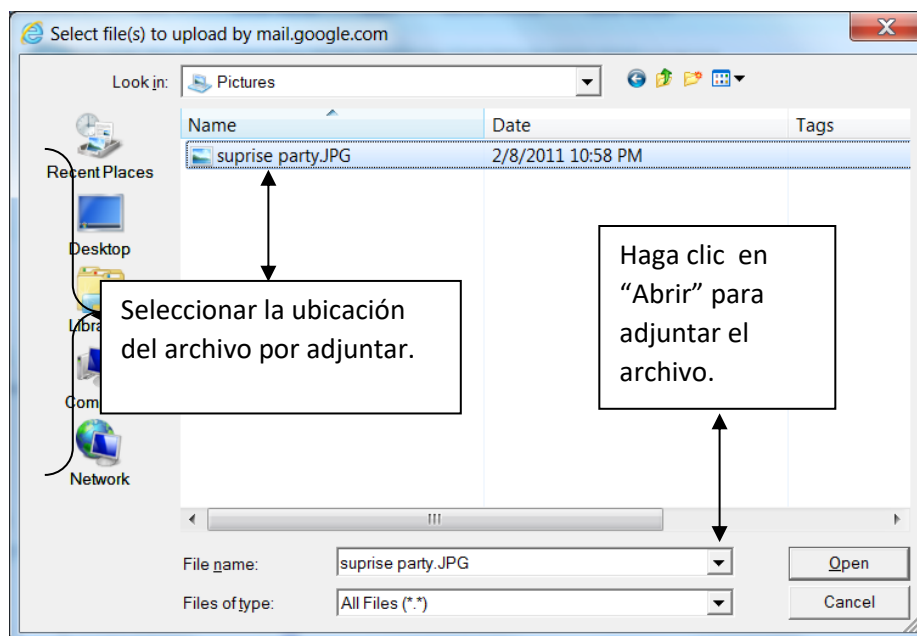 Select file(s) to upload by mail.google.com
X
Look in: Pictures
Name Date Tags
suprise party.JPG 2/8/2011 10:58 PM
Recent Places
Desktop
Network
Seleccionar la ubicación
del archivo por adjuntar.
Haga clic en
“Abrir” para
adjuntar el
archivo.
File name: suprise party.JPG Open
Files of type: All Files (*.*) Cancel